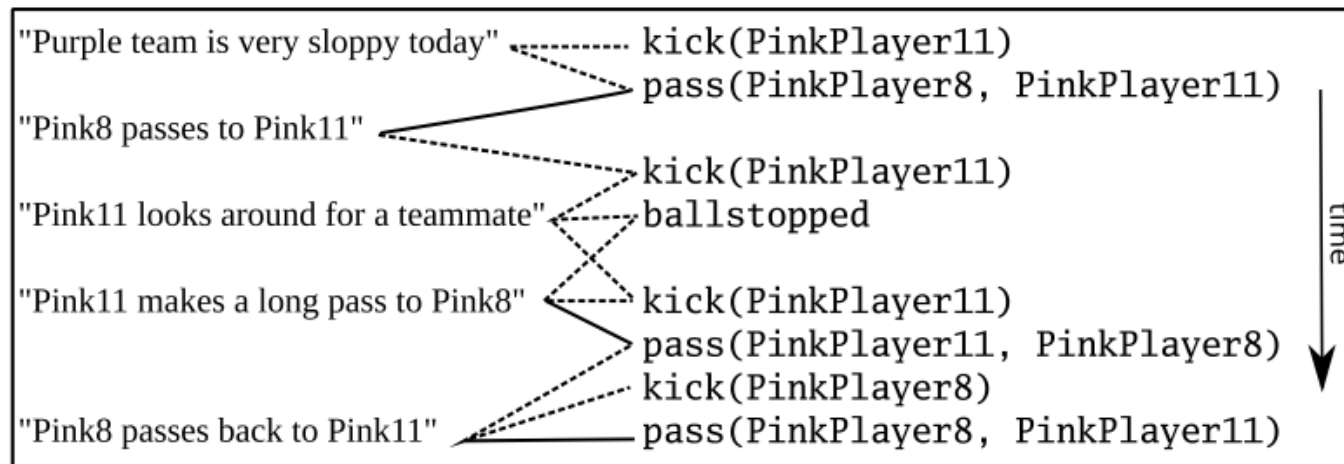 "Purple team is very sloppy today"
kick(PinkPlayer11)
pass(PinkPlayer8, PinkPlayer11)
"Pink8 passes to Pink11"
kick(PinkPlayer11)
"Pink11 looks around for a teammate"
ballstopped
"Pink11 makes a long pass to Pink8"
kick(PinkPlayer11)
pass(PinkPlayer11, PinkPlayer8)
kick(PinkPlayer8)
"Pink8 passes back to Pink11"
pass(PinkPlayer8, PinkPlayer11)
time